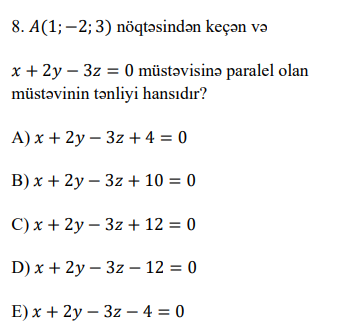 8. A(1; −2; 3) nöqtəsindən keçən və
x + 2y − 3z = 0 müstəvisinə paralel olan
müstəvinin tənliyi hansıdır?
A) x + 2y − 3z + 4 = 0
B) x + 2y − 3z + 10 = 0
C) x + 2y − 3z + 12 = 0
D) x + 2y − 3z − 12 = 0
E) x + 2y − 3z − 4 = 0